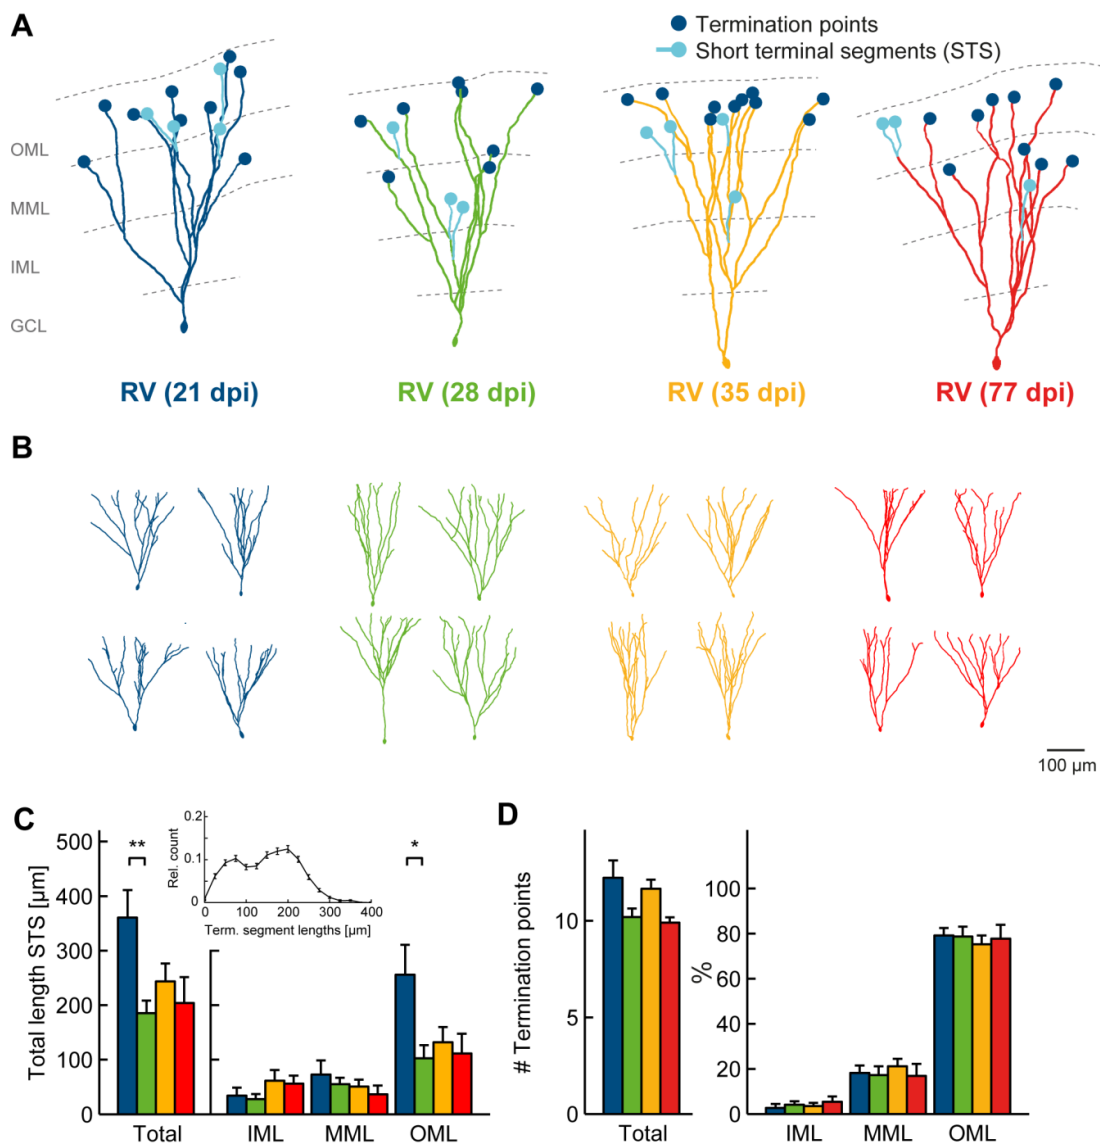 A
Termination points
Short terminal segments (STS)
OML
MML
IML
GCL
RV (21 dpi)
RV (28 dpi)
RV (35 dpi)
RV (77 dpi)
B
100 µm
C
Total length STS [µm]
500
400
300
200
100
0
**
*
Rel. count
0.2
0.1
0
0
100
200
300
400
Term. segment lengths [µm]
Total
IML
MML
OML
D
# Termination points
10
5
0
Total
%
100
80
60
40
20
0
IML
MML
OML